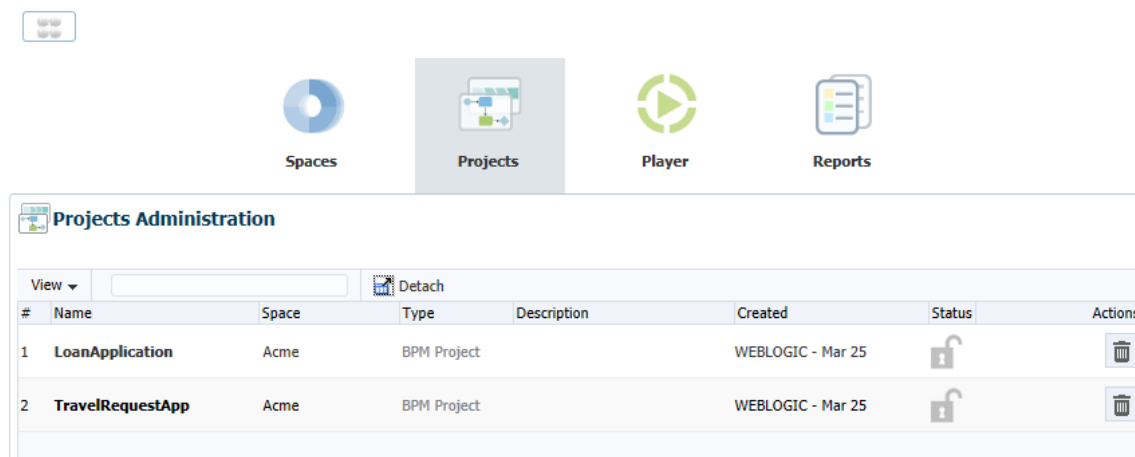 Spaces Projects Player Reports
Projects Administration
View Detach
# Name Space Type Description Created Status Actions
1 LoanApplication Acme BPM Project WEBLOGIC - Mar 25
2 TravelRequestApp Acme BPM Project WEBLOGIC - Mar 25